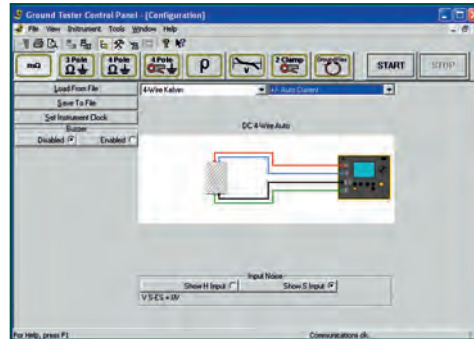 Ground Tester Control Panel - [Configuration]
File View Instrument Tools Window Help
mΩ 3 Pole Ω 4 Pole Ω 4 Pole ρ V 2 Clamp START STOP
Load From File 4-Wire Kelvin +/- Auto Current
Save To File
Set Instrument Clock
Buzzer
Disabled Enabled
DC 4-Wire Auto
Input Noise
Show H Input Show S Input
V S-ES = 0V
For Help, press F1 Communications ok.